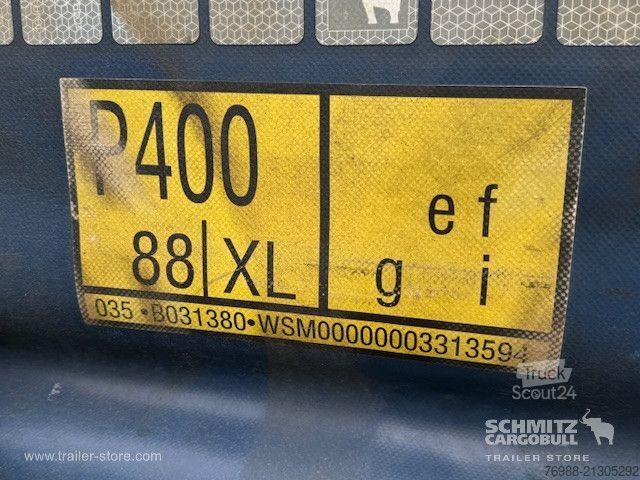 P400
88 XL
e f
g i
035 • B031380 • WSM00000003313594
Truck
Scout24
SCHMITZ
CARGOBULL
TRAILER STORE
www.trailer-store.com
76988-21305292